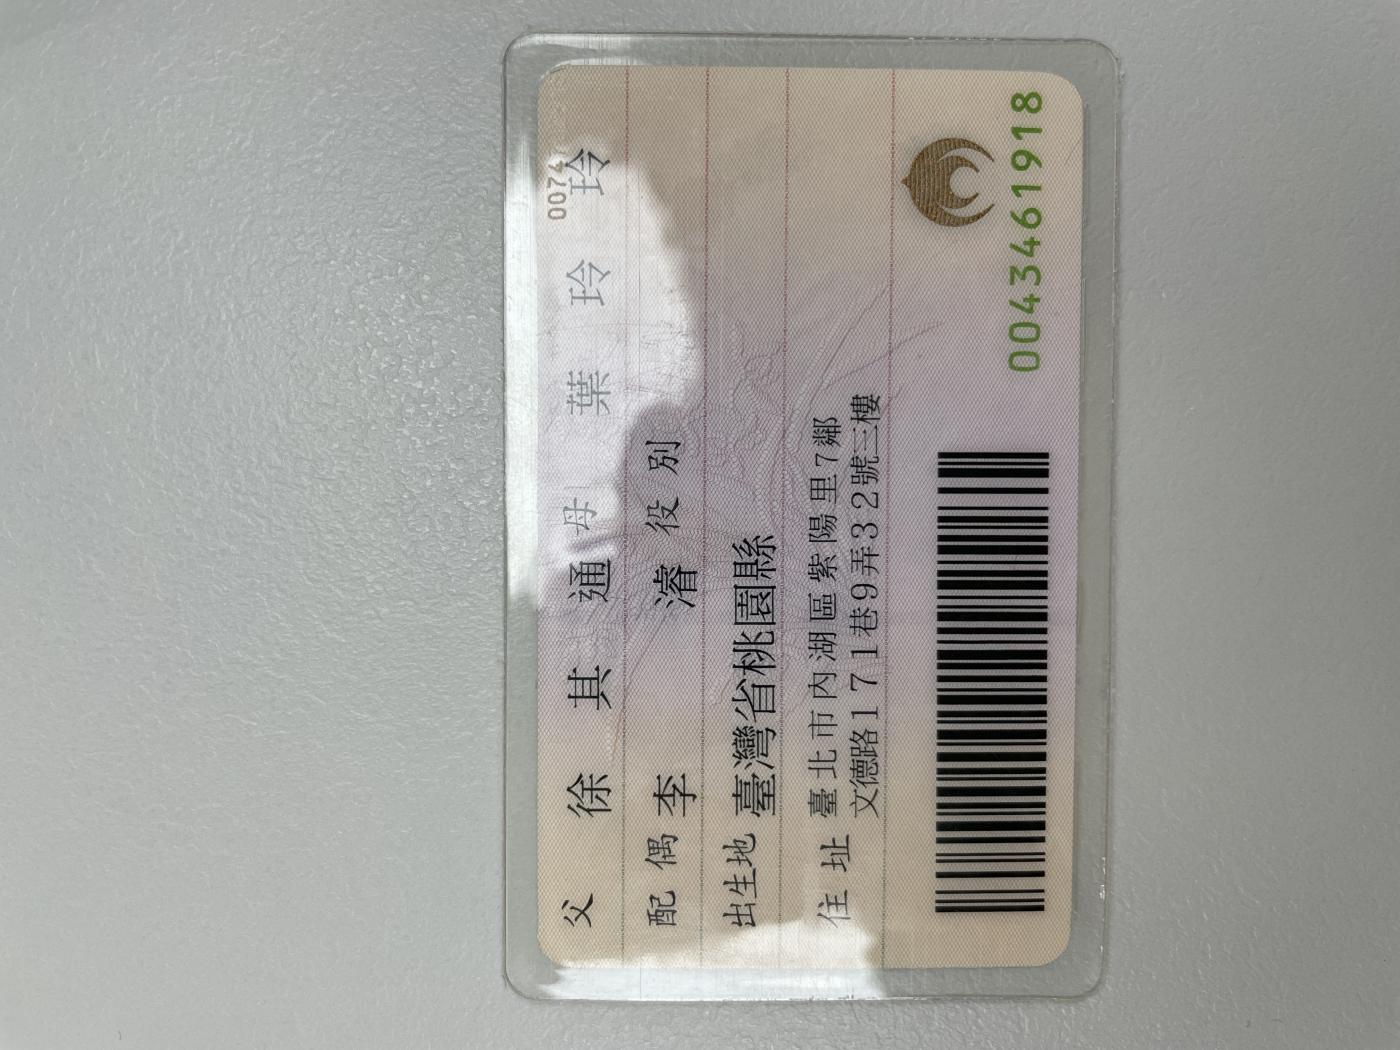 0074
父 徐其通 母 葉玲玲
配偶 李濬 役別
出生地 臺灣省桃園縣
住址 臺北市內湖區紫陽里7鄰
文德路171巷9弄32號三樓
0043461918